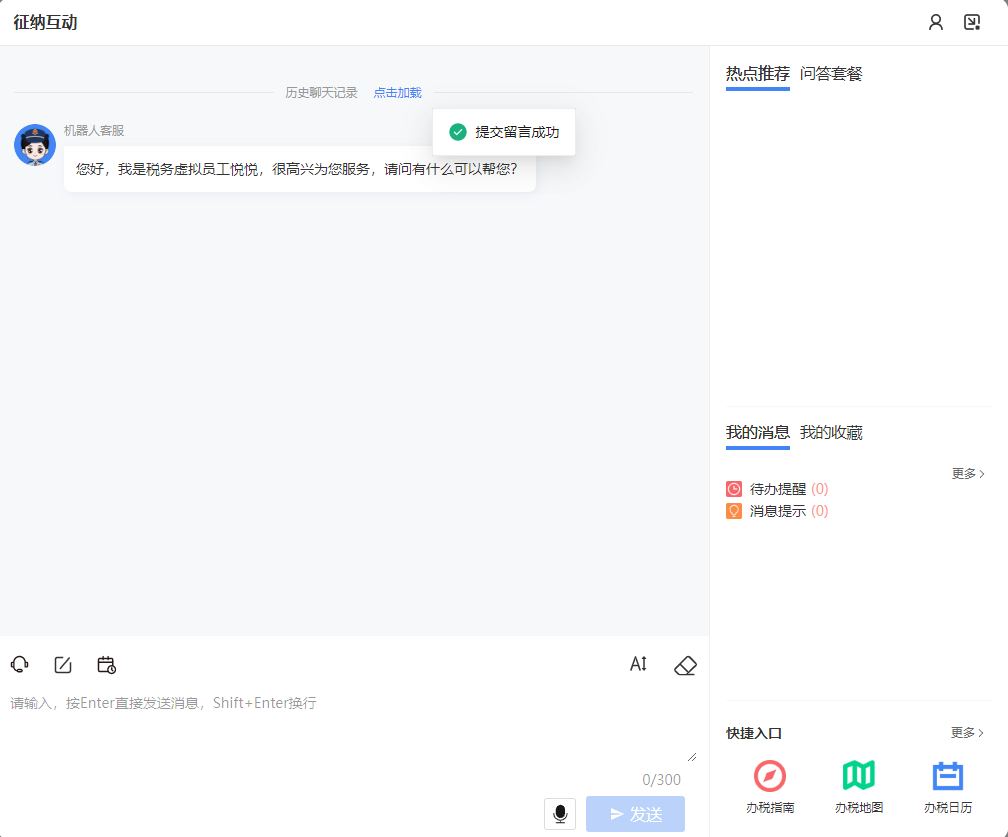 征纳互动
历史聊天记录 点击加载
提交留言成功
机器人客服
您好，我是税务虚拟员工悦悦，很高兴为您服务，请问有什么可以帮您？
请输入，按Enter直接发送消息，Shift+Enter换行
0/300
发送
热点推荐 问答套餐
我的消息 我的收藏
更多
待办提醒 (0)
消息提示 (0)
快捷入口 更多
办税指南 办税地图 办税日历